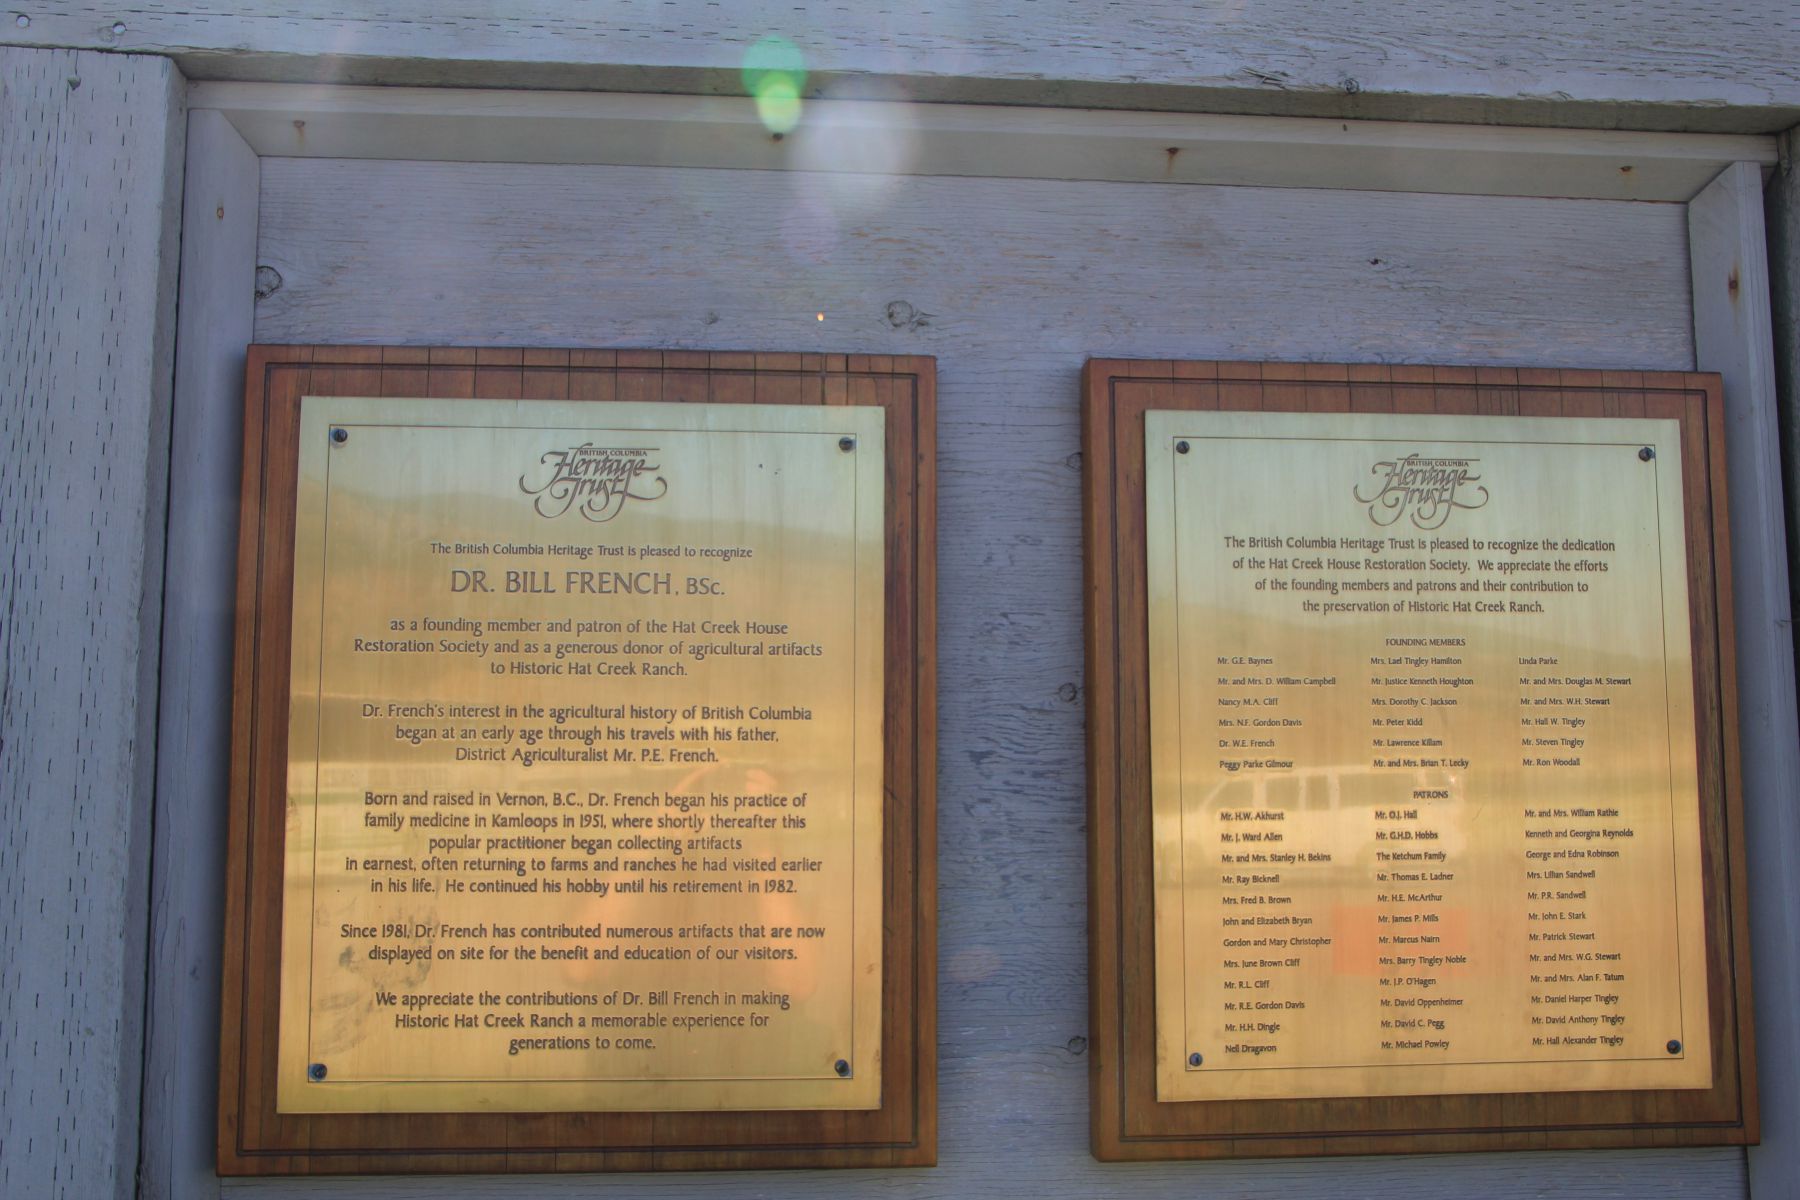 BRITISH COLUMBIA
Heritage
Trust
The British Columbia Heritage Trust is pleased to recognize
DR. BILL FRENCH, BSc.
as a founding member and patron of the Hat Creek House
Restoration Society and as a generous donor of agricultural artifacts
to Historic Hat Creek Ranch.
Dr. French's interest in the agricultural history of British Columbia
began at an early age through his travels with his father,
District Agriculturalist Mr. P.E. French.
Born and raised in Vernon, B.C., Dr. French began his practice of
family medicine in Kamloops in 1951, where shortly thereafter this
popular practitioner began collecting artifacts
in earnest, often returning to farms and ranches he had visited earlier
in his life. He continued his hobby until his retirement in 1982.
Since 1981, Dr. French has contributed numerous artifacts that are now
displayed on site for the benefit and education of our visitors.
We appreciate the contributions of Dr. Bill French in making
Historic Hat Creek Ranch a memorable experience for
generations to come.
BRITISH COLUMBIA
Heritage
Trust
The British Columbia Heritage Trust is pleased to recognize the dedication
of the Hat Creek House Restoration Society. We appreciate the efforts
of the founding members and patrons and their contribution to
the preservation of Historic Hat Creek Ranch.
FOUNDING MEMBERS
Mr. G.E. Baynes
Mr. and Mrs. D. William Campbell
Nancy M.A. Cliff
Mrs. N.F. Gordon Davis
Dr. W.E. French
Peggy Parke Gilmour
Mrs. Lael Tingley Hamilton
Mr. Justice Kenneth Houghton
Mrs. Dorothy C. Jackson
Mr. Peter Kidd
Mr. Lawrence Killam
Mr. and Mrs. Brian T. Lecky
Linda Parke
Mr. and Mrs. Douglas M. Stewart
Mr. and Mrs. W.H. Stewart
Mr. Hall W. Tingley
Mr. Steven Tingley
Mr. Ron Woodall
PATRONS
Mr. H.W. Akhurst
Mr. J. Ward Allen
Mr. and Mrs. Stanley H. Bekins
Mr. Ray Bicknell
Mrs. Fred B. Brown
John and Elizabeth Bryan
Gordon and Mary Christopher
Mrs. June Brown Cliff
Mr. R.L. Cliff
Mr. R.E. Gordon Davis
Mr. H.H. Dingle
Nell Dragavon
Mr. O.J. Hall
Mr. G.H.D. Hobbs
The Ketchum Family
Mr. Thomas E. Ladner
Mr. H.E. McArthur
Mr. James P. Mills
Mr. Marcus Nairn
Mrs. Barry Tingley Noble
Mr. J.P. O'Hagen
Mr. David Oppenheimer
Mr. David C. Pegg
Mr. Michael Powley
Mr. and Mrs. William Rathie
Kenneth and Georgina Reynolds
George and Edna Robinson
Mrs. Lillian Sandwell
Mr. P.R. Sandwell
Mr. John E. Stark
Mr. Patrick Stewart
Mr. and Mrs. W.G. Stewart
Mr. and Mrs. Alan F. Tatum
Mr. Daniel Harper Tingley
Mr. David Anthony Tingley
Mr. Hall Alexander Tingley